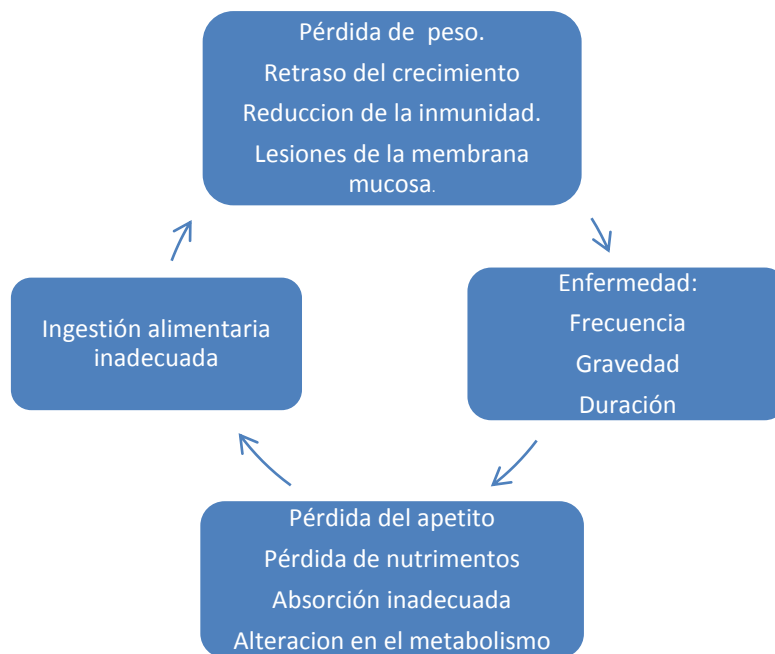 Pérdida de peso.
Retraso del crecimiento
Reduccion de la inmunidad.
Lesiones de la membrana
mucosa.
Enfermedad:
Frecuencia
Gravedad
Duración
Pérdida del apetito
Pérdida de nutrimentos
Absorción inadecuada
Alteracion en el metabolismo
Ingestión alimentaria
inadecuada